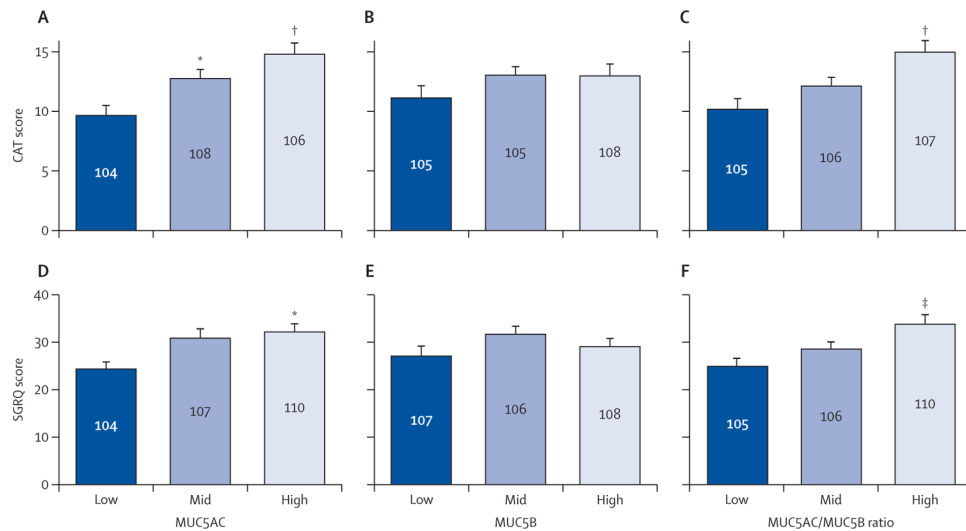 A
B
C
CAT score
15
10
5
0
*
†
†
104
108
106
105
105
108
105
106
107
D
E
F
SGRQ score
40
30
20
10
0
*
‡
104
107
110
107
106
108
105
106
110
Low Mid High
Low Mid High
Low Mid High
MUC5AC
MUC5B
MUC5AC/MUC5B ratio